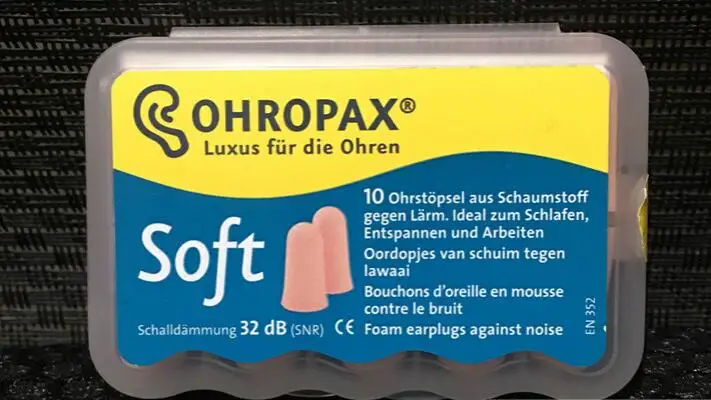 OHROPAX®
Luxus für die Ohren
Soft
10 Ohrstöpsel aus Schaumstoff
gegen Lärm. Ideal zum Schlafen,
Entspannen und Arbeiten
Oordopjes van schuim tegen
lawaai
Bouchons d'oreille en mousse
contre le bruit
Foam earplugs against noise
Schalldämmung 32 dB (SNR) CE
EN 352